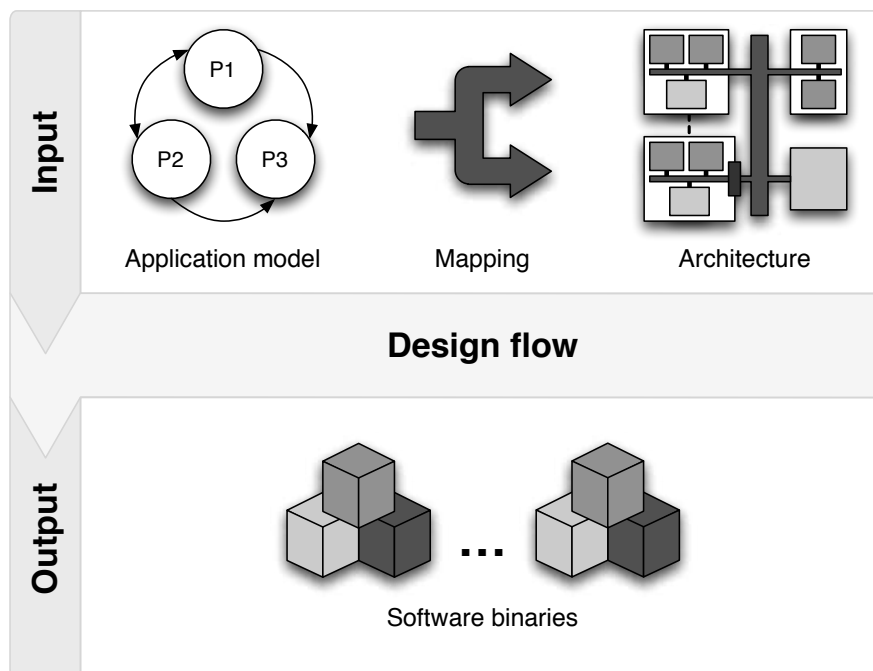 Input
P1
P2
P3
Application model
Mapping
Architecture
Design flow
Output
...
Software binaries